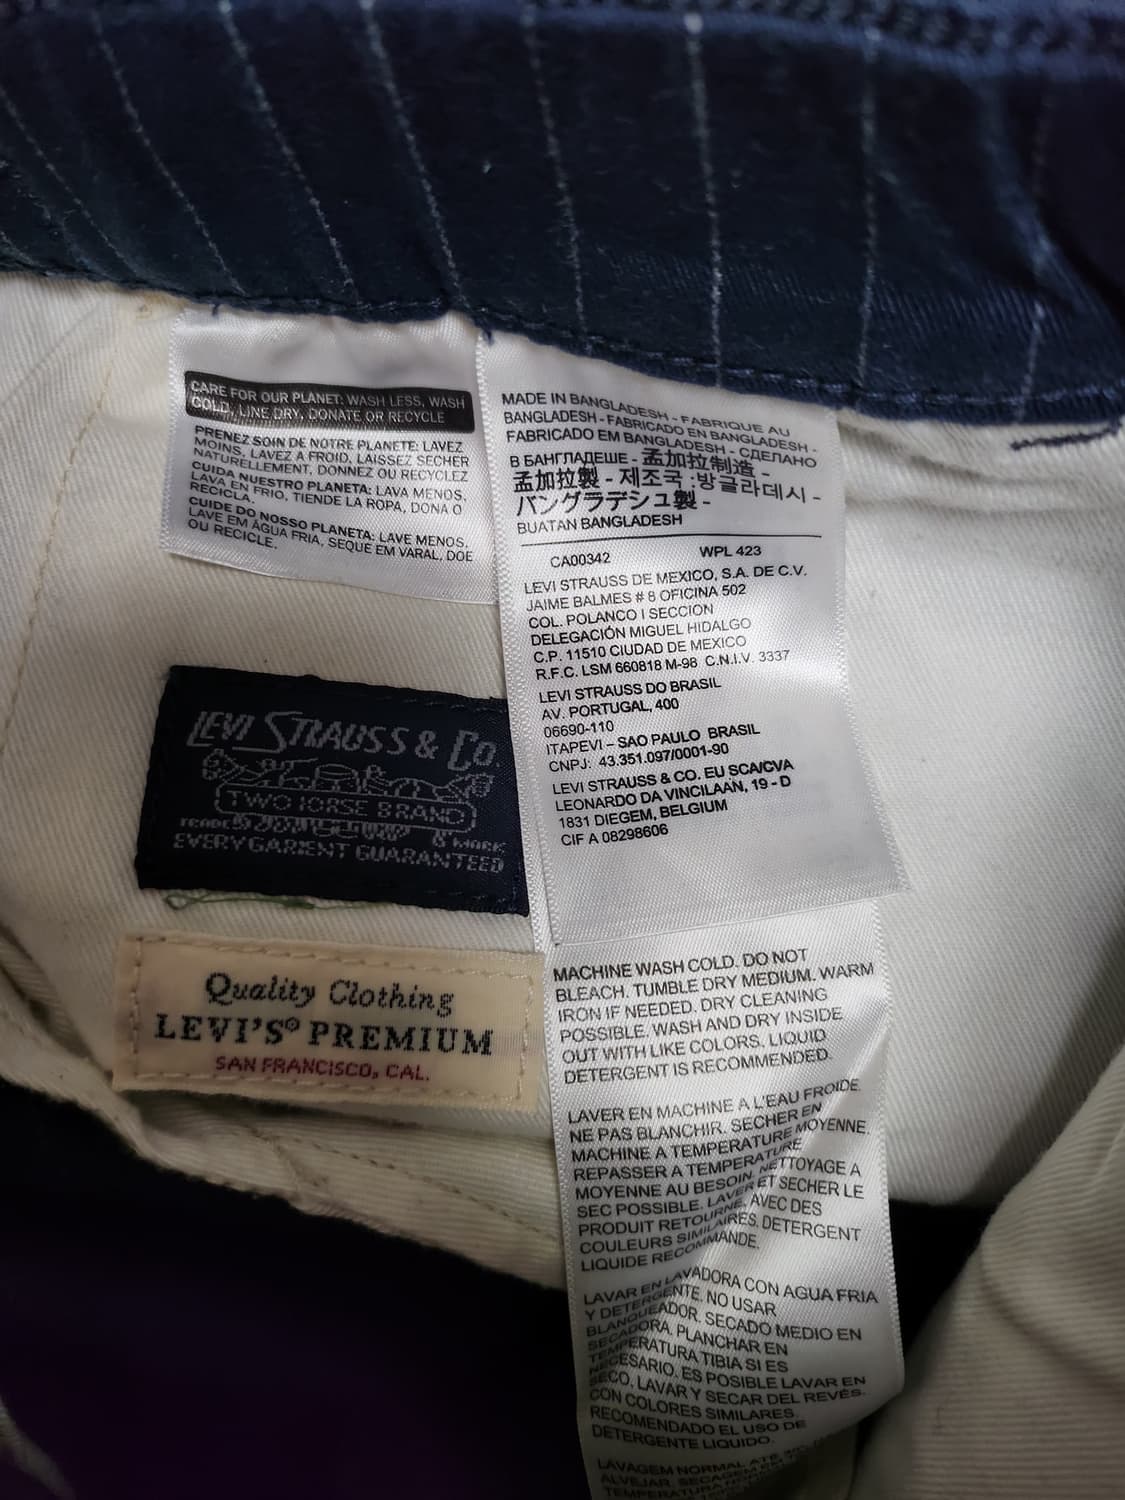 CARE FOR OUR PLANET: WASH LESS, WASH
COLD, LINE DRY, DONATE OR RECYCLE
PRENEZ SOIN DE NOTRE PLANETE: LAVEZ
MOINS, LAVEZ A FROID, LAISSEZ SECHER
NATURELLEMENT, DONNEZ OU RECYCLEZ
CUIDA NUESTRO PLANETA: LAVA MENOS,
LAVA EN FRIO, TIENDE LA ROPA, DONA O
RECICLA.
CUIDE DO NOSSO PLANETA: LAVE MENOS,
LAVE EM ÁGUA FRIA, SEQUE EM VARAL, DOE
OU RECICLE.
MADE IN BANGLADESH - FABRIQUE AU
BANGLADESH - FABRICADO EN BANGLADESH -
FABRICADO EM BANGLADESH - СДЕЛАНО
В БАНГЛАДЕШЕ - 孟加拉制造 -
孟加拉製 - 제조국 :방글라데시 -
バングラデシュ製 -
BUATAN BANGLADESH
CA00342 WPL 423
LEVI STRAUSS DE MEXICO, S.A. DE C.V.
JAIME BALMES # 8 OFICINA 502
COL. POLANCO I SECCION
DELEGACIÓN MIGUEL HIDALGO
C.P. 11510 CIUDAD DE MEXICO
R.F.C. LSM 660818 M-98 C.N.I.V. 3337
LEVI STRAUSS DO BRASIL
AV. PORTUGAL, 400
06690-110
ITAPEVI – SAO PAULO BRASIL
CNPJ: 43.351.097/0001-90
LEVI STRAUSS & CO. EU SCA/CVA
LEONARDO DA VINCILAAN, 19 - D
1831 DIEGEM, BELGIUM
CIF A 08298606
LEVI STRAUSS & CO.
TWO HORSE BRAND
TRADE MARK
EVERY GARMENT GUARANTEED
Quality Clothing
LEVI'S® PREMIUM
SAN FRANCISCO, CAL.
MACHINE WASH COLD. DO NOT
BLEACH. TUMBLE DRY MEDIUM. WARM
IRON IF NEEDED. DRY CLEANING
POSSIBLE. WASH AND DRY INSIDE
OUT WITH LIKE COLORS. LIQUID
DETERGENT IS RECOMMENDED.
LAVER EN MACHINE A L'EAU FROIDE.
NE PAS BLANCHIR. SECHER EN
MACHINE A TEMPERATURE MOYENNE.
REPASSER A TEMPERATURE
MOYENNE AU BESOIN. NETTOYAGE A
SEC POSSIBLE. LAVER ET SECHER LE
PRODUIT RETOURNE, AVEC DES
COULEURS SIMILAIRES. DETERGENT
LIQUIDE RECOMMANDE.
LAVAR EN LAVADORA CON AGUA FRIA
Y DETERGENTE. NO USAR
BLANQUEADOR. SECADO MEDIO EN
SECADORA. PLANCHAR EN
TEMPERATURA TIBIA SI ES
NECESARIO. ES POSIBLE LAVAR EN
SECO. LAVAR Y SECAR DEL REVÉS.
CON COLORES SIMILARES.
RECOMENDADO EL USO DE
DETERGENTE LIQUIDO.
LAVAGEM NORMAL ATÉ
ALVEJAR. SECAGEM EM
TEMPERATURA